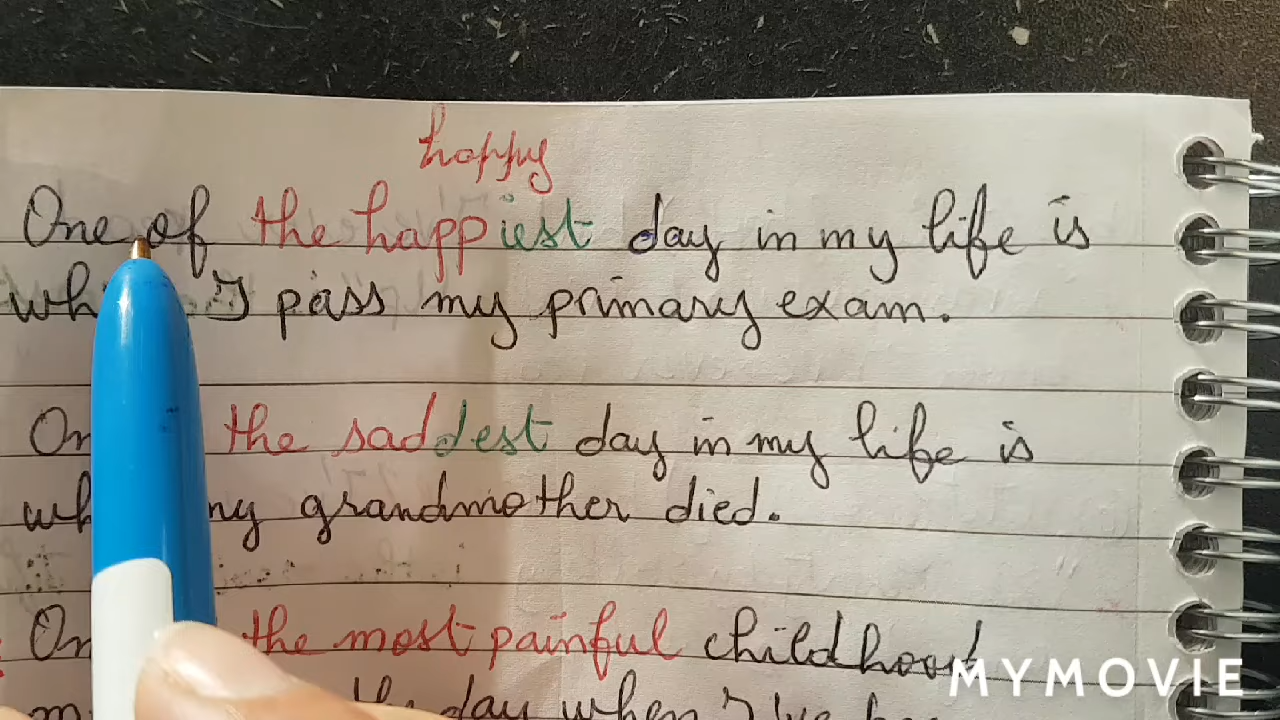 happy
One of the happiest day in my life is
I pass my primary exam.
the saddest day in my life is
grandmother died.
the most painful childhood
the day when I've
MYMOVIE